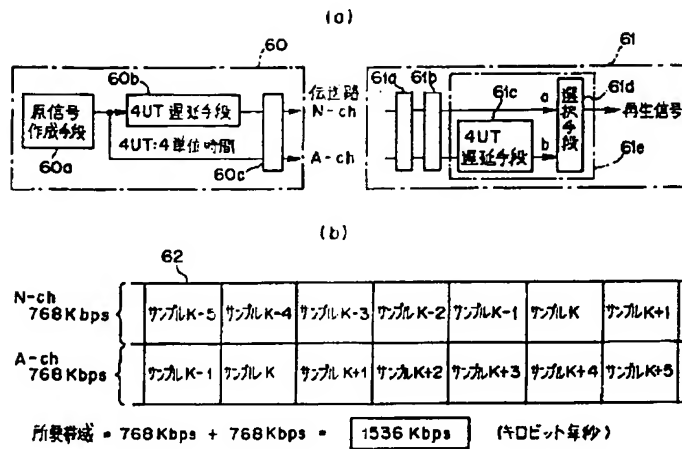 (a)
60
60b
原信号
作成手段
60a
4UT 遅延手段
4UT:4単位時間
60c
伝送路
N-ch
A-ch
61
61a
61b
61c
4UT
遅延手段
a
b
選択手段
61d
再生信号
61e
(b)
62
N-ch
768Kbps
サンプルK-5 サンプルK-4 サンプルK-3 サンプルK-2 サンプルK-1 サンプルK サンプルK+1
A-ch
768Kbps
サンプルK-1 サンプルK サンプルK+1 サンプルK+2 サンプルK+3 サンプルK+4 サンプルK+5
所要帯域 = 768Kbps + 768Kbps = 1536Kbps (キロビット毎秒)